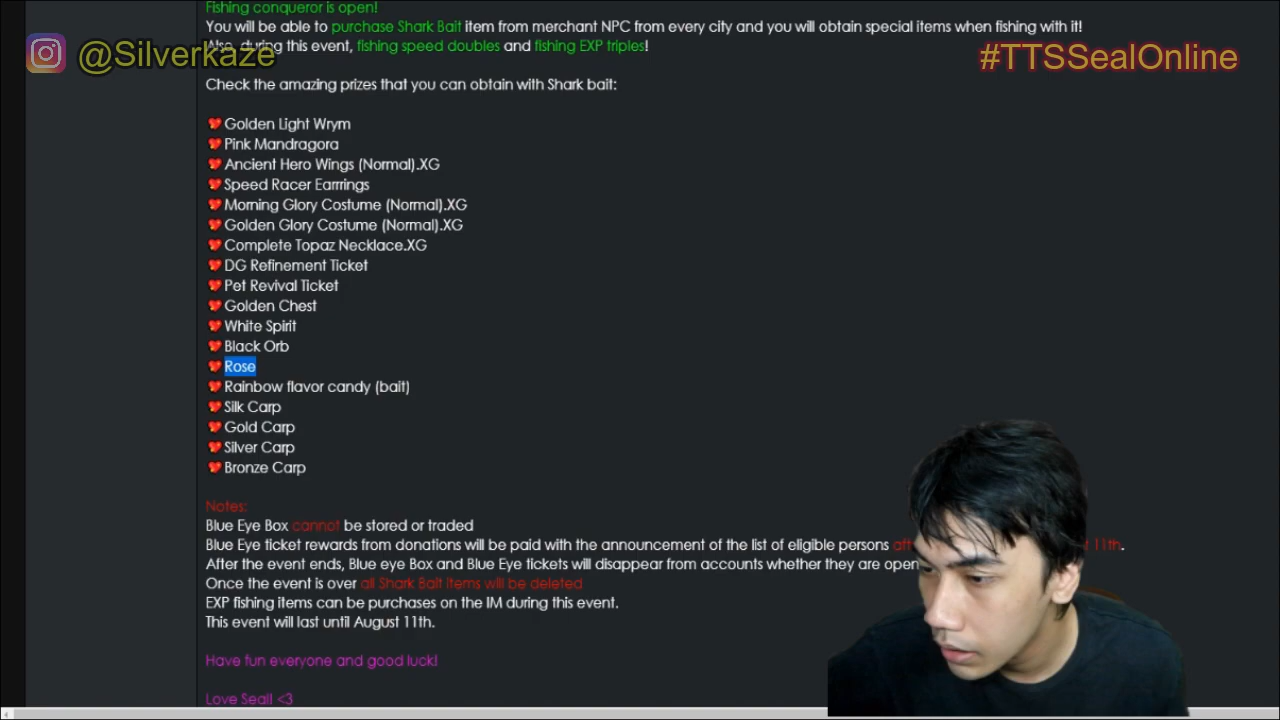 Fishing conqueror is open!
You will be able to purchase Shark Bait item from merchant NPC from every city and you will obtain special items when fishing with it!
Also, during this event, fishing speed doubles and fishing EXP triples!
@Silverkaze
#TTSSealOnline
Check the amazing prizes that you can obtain with Shark bait:
Golden Light Wrym
Pink Mandragora
Ancient Hero Wings (Normal).XG
Speed Racer Earrrings
Morning Glory Costume (Normal).XG
Golden Glory Costume (Normal).XG
Complete Topaz Necklace.XG
DG Refinement Ticket
Pet Revival Ticket
Golden Chest
White Spirit
Black Orb
Rose
Rainbow flavor candy (bait)
Silk Carp
Gold Carp
Silver Carp
Bronze Carp
Notes:
Blue Eye Box cannot be stored or traded
Blue Eye ticket rewards from donations will be paid with the announcement of the list of eligible persons 11th.
After the event ends, Blue eye Box and Blue Eye tickets will disappear from accounts whether they are open
Once the event is over all Shark Bait items will be deleted
EXP fishing items can be purchases on the IM during this event.
This event will last until August 11th.
Have fun everyone and good luck!
Love Seal! <3